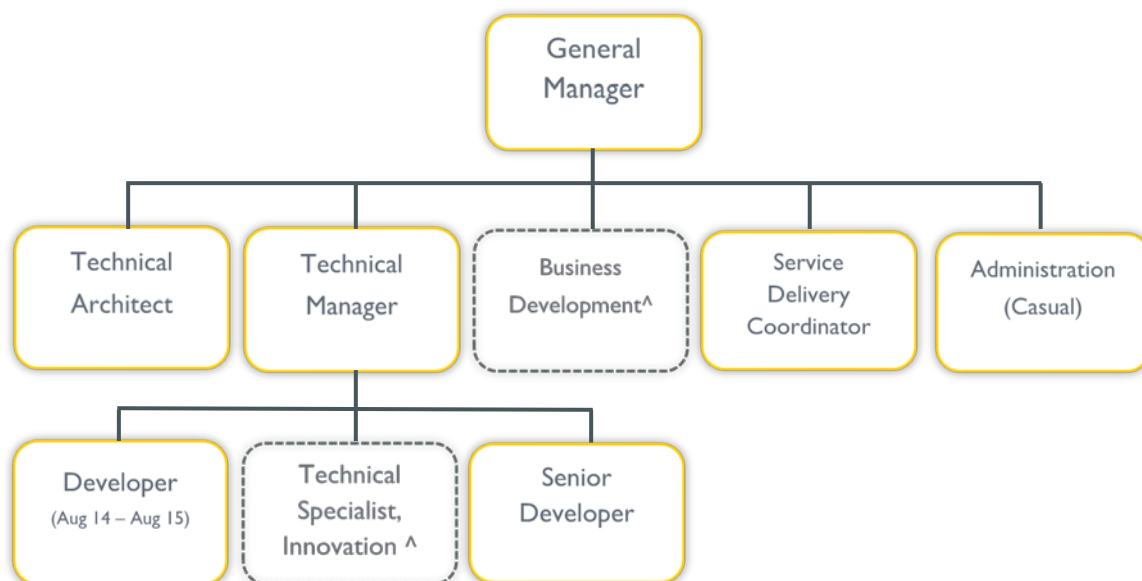 General
Manager
Technical
Architect
Technical
Manager
Business
Development^
Service
Delivery
Coordinator
Administration
(Casual)
Developer
(Aug 14 – Aug 15)
Technical
Specialist,
Innovation ^
Senior
Developer